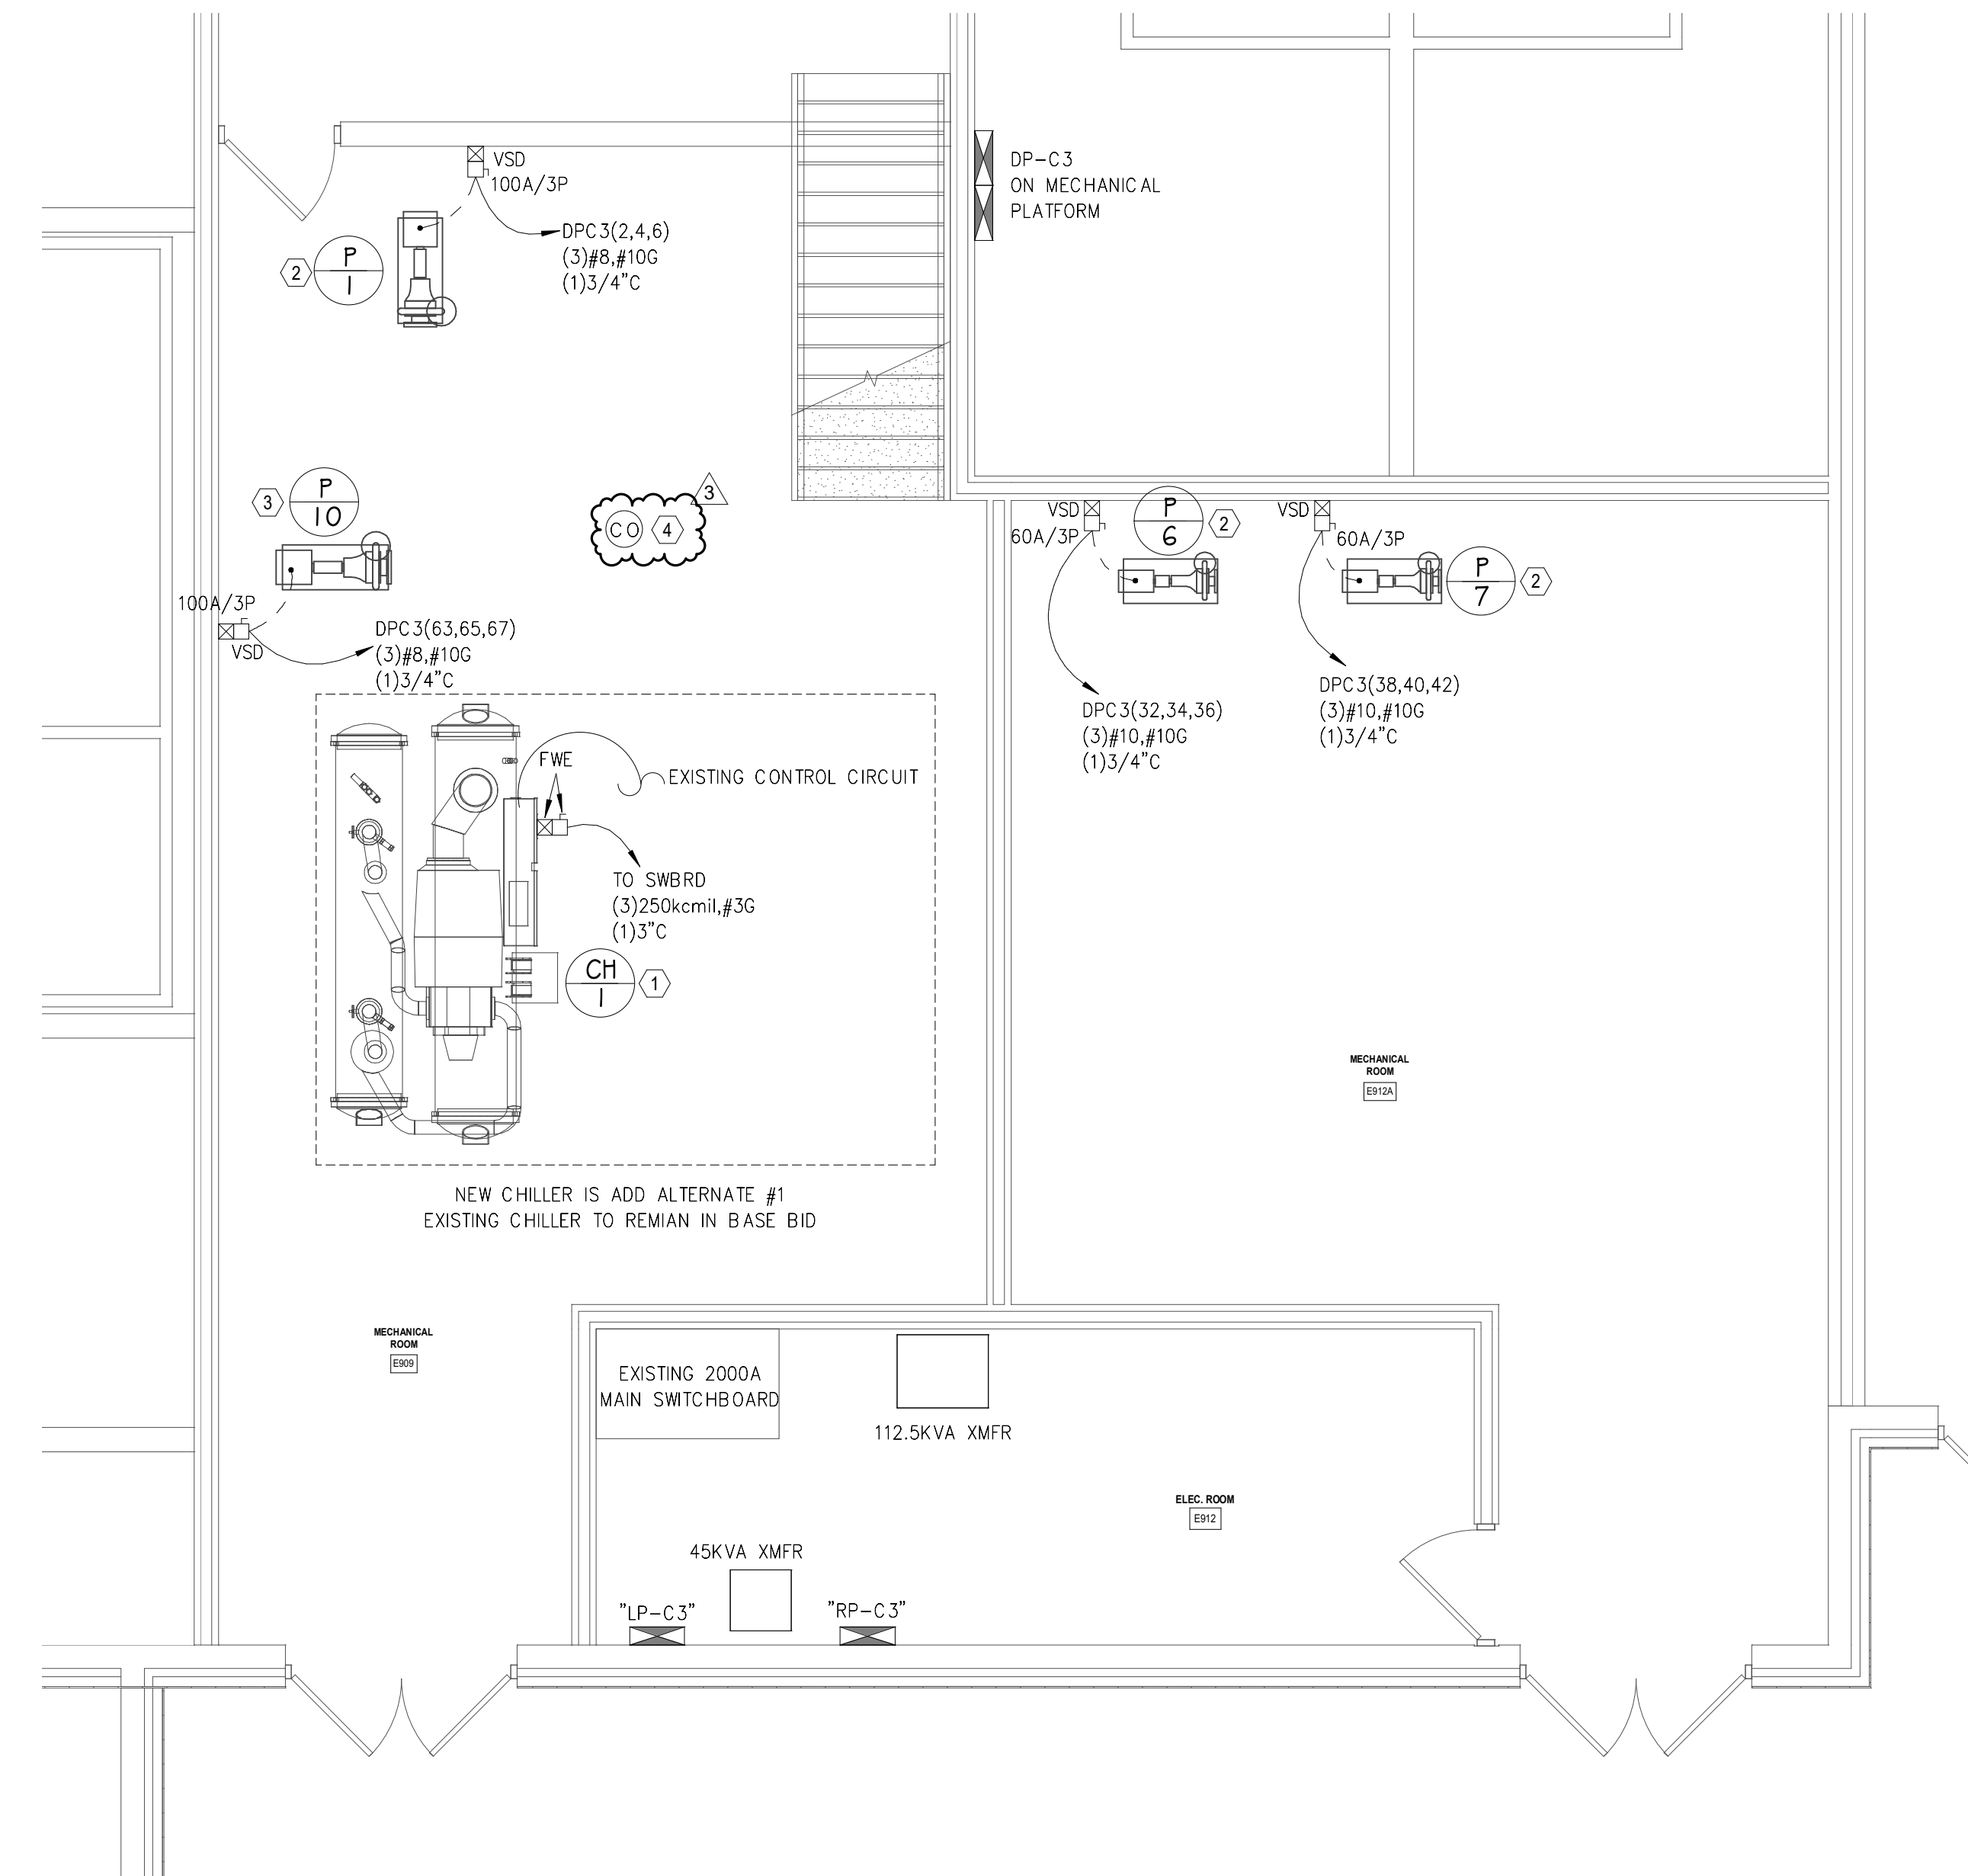 VSD
100A/3P
DPC3(2,4,6)
(3)#8,#10G
(1)3/4"C
2
P
1
DP-C3
ON MECHANICAL
PLATFORM
3
P
10
100A/3P
VSD
DPC3(63,65,67)
(3)#8,#10G
(1)3/4"C
3
CO
4
VSD
60A/3P
P
6
2
DPC3(32,34,36)
(3)#10,#10G
(1)3/4"C
VSD
60A/3P
P
7
2
DPC3(38,40,42)
(3)#10,#10G
(1)3/4"C
FWE
EXISTING CONTROL CIRCUIT
TO SWBRD
(3)250kcmil,#3G
(1)3"C
CH
1
1
NEW CHILLER IS ADD ALTERNATE #1
EXISTING CHILLER TO REMIAN IN BASE BID
MECHANICAL
ROOM
E912A
MECHANICAL
ROOM
E909
EXISTING 2000A
MAIN SWITCHBOARD
112.5KVA XMFR
ELEC. ROOM
E912
45KVA XMFR
"LP-C3"
"RP-C3"